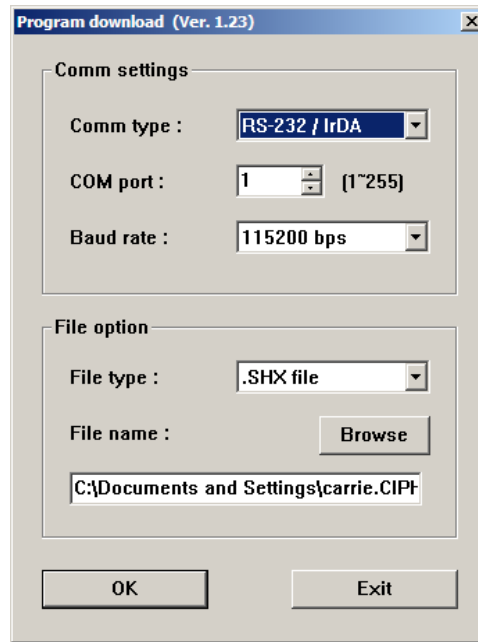 Program download (Ver. 1.23)
Comm settings
Comm type : RS-232 / IrDA
COM port : 1 (1~255)
Baud rate : 115200 bps
File option
File type : .SHX file
File name : Browse
C:\Documents and Settings\carrie.CIPH
OK Exit